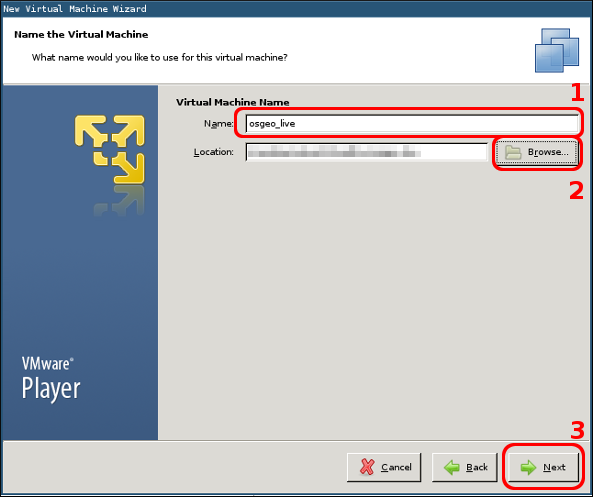 New Virtual Machine Wizard
Name the Virtual Machine
What name would you like to use for this virtual machine?
1
Virtual Machine Name
Name: osgeo_live
Location: Browse...
2
VMware®
Player
3
Cancel Back Next